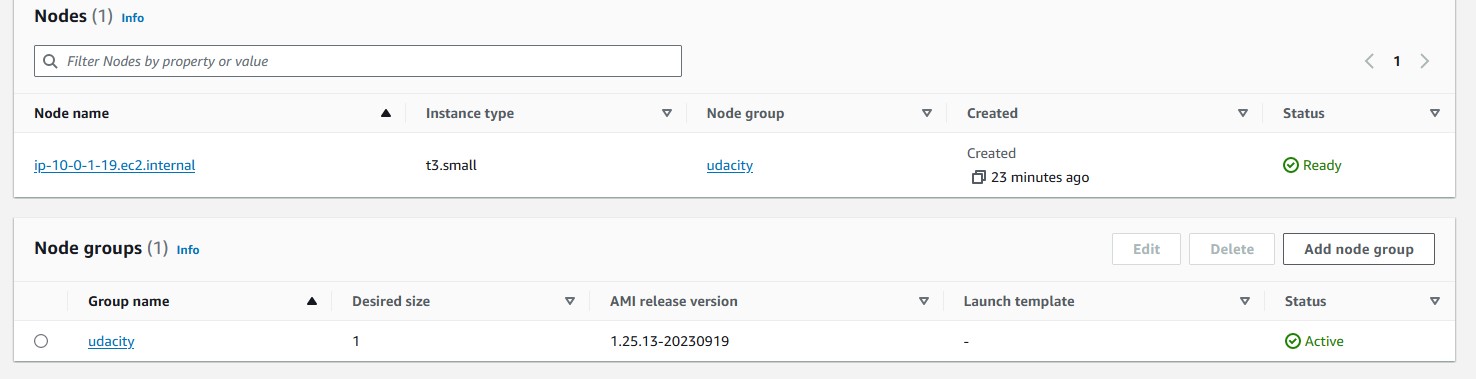 Nodes (1) Info
Filter Nodes by property or value
1
Node name Instance type Node group Created Status
ip-10-0-1-19.ec2.internal t3.small udacity Created 23 minutes ago Ready
Node groups (1) Info Edit Delete Add node group
Group name Desired size AMI release version Launch template Status
udacity 1 1.25.13-20230919 - Active